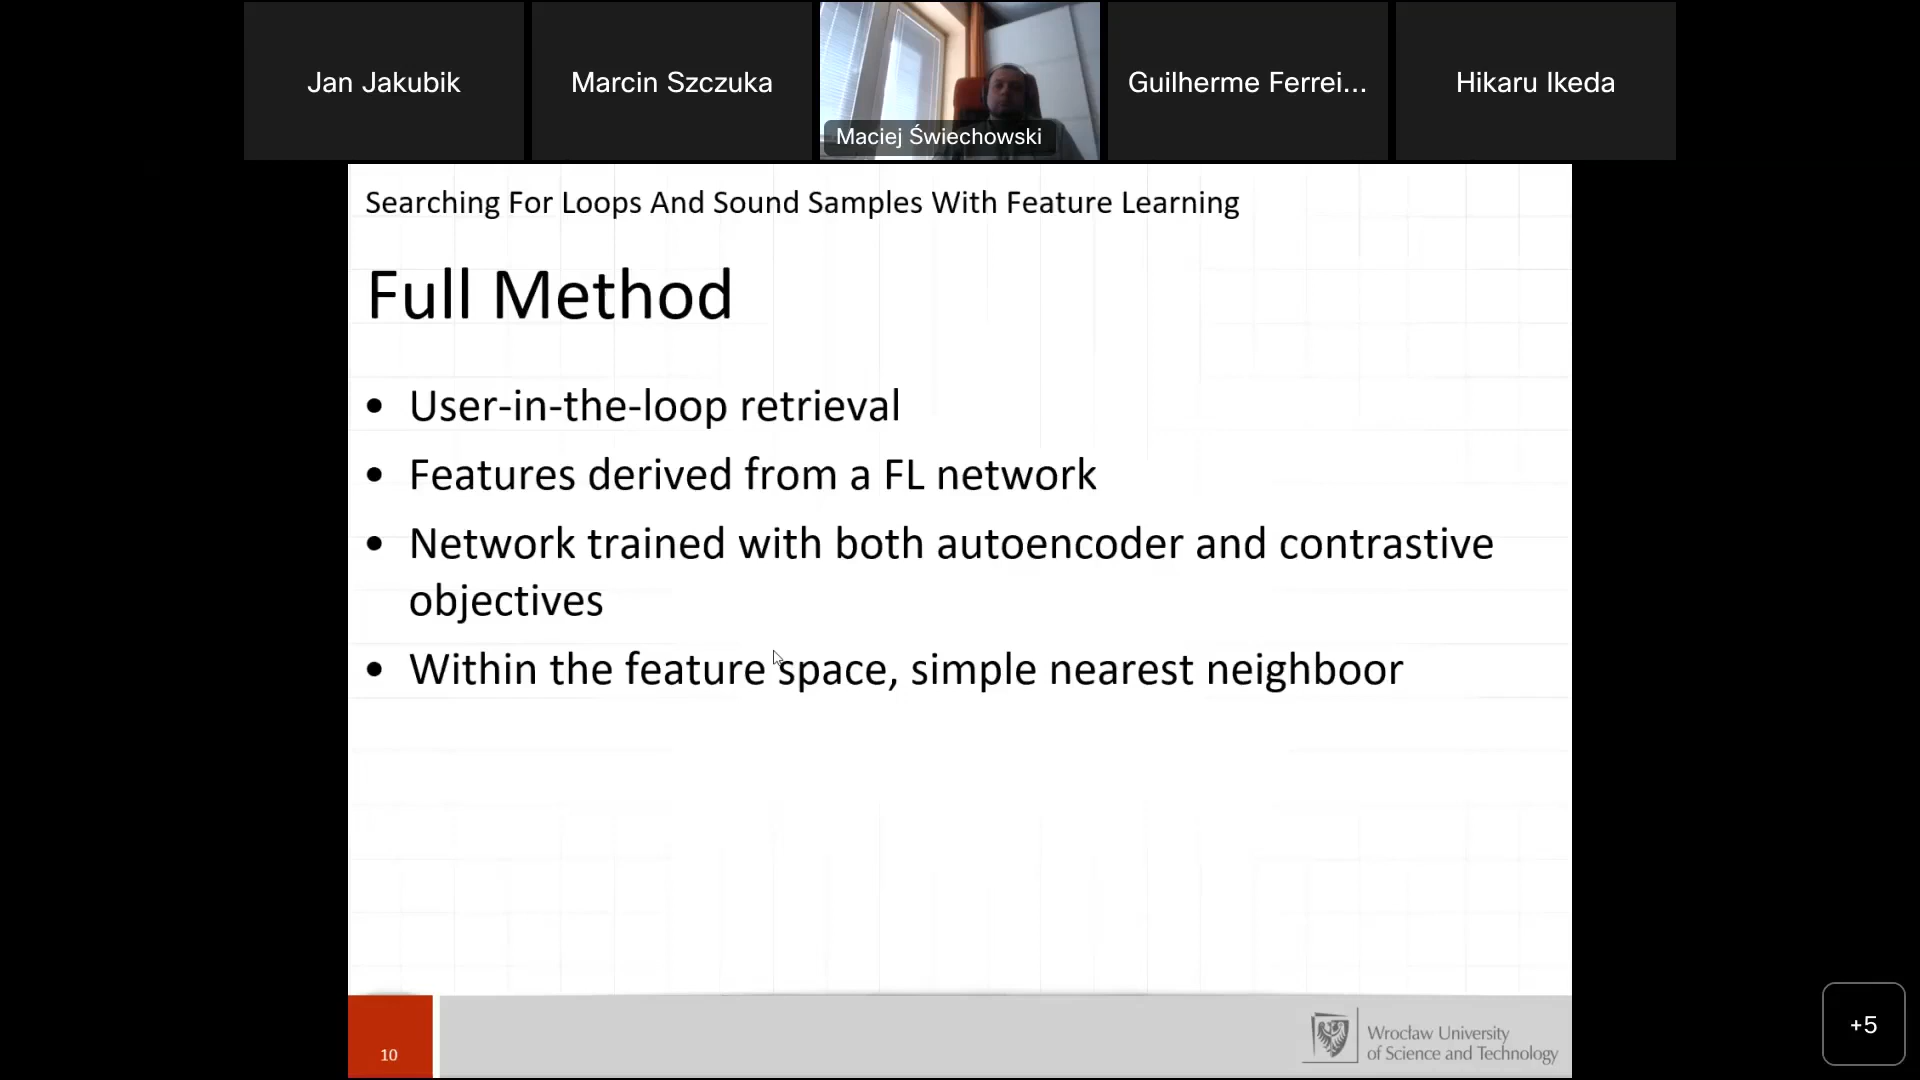 Jan Jakubik
Marcin Szczuka
Maciej Świechowski
Guilherme Ferrei...
Hikaru Ikeda
Searching For Loops And Sound Samples With Feature Learning
Full Method
• User-in-the-loop retrieval
• Features derived from a FL network
• Network trained with both autoencoder and contrastive
objectives
• Within the feature space, simple nearest neighboor
10
Wrocław University
of Science and Technology
+5